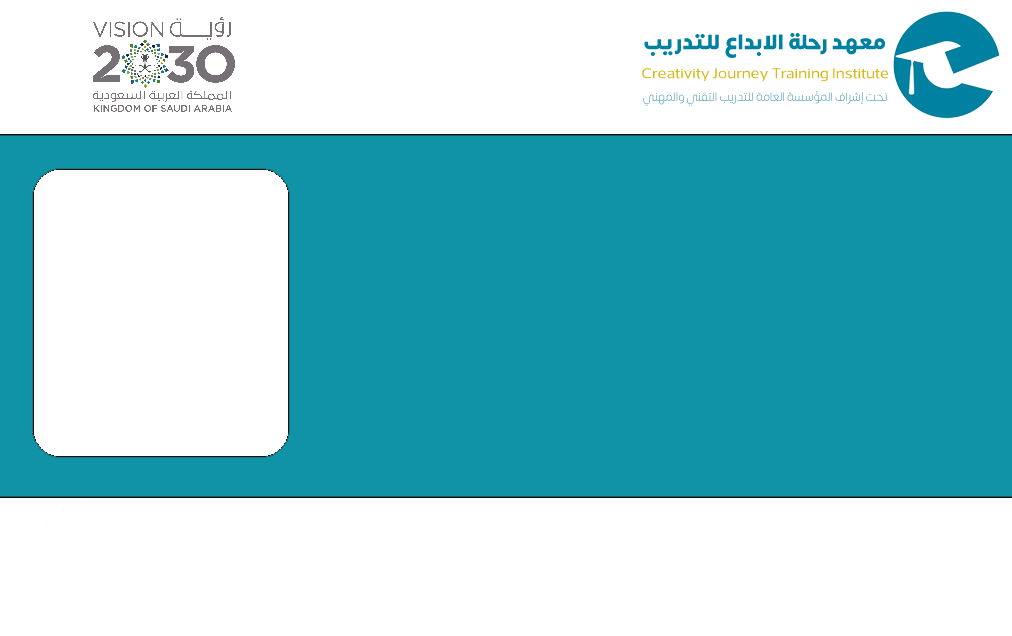 VISION رؤيــــة
2030
المملكة العربية السعودية
KINGDOM OF SAUDI ARABIA
معهد رحلة الابداع للتدريب
Creativity Journey Training Institute
تحت إشراف المؤسسة العامة للتدريب التقني والمهني